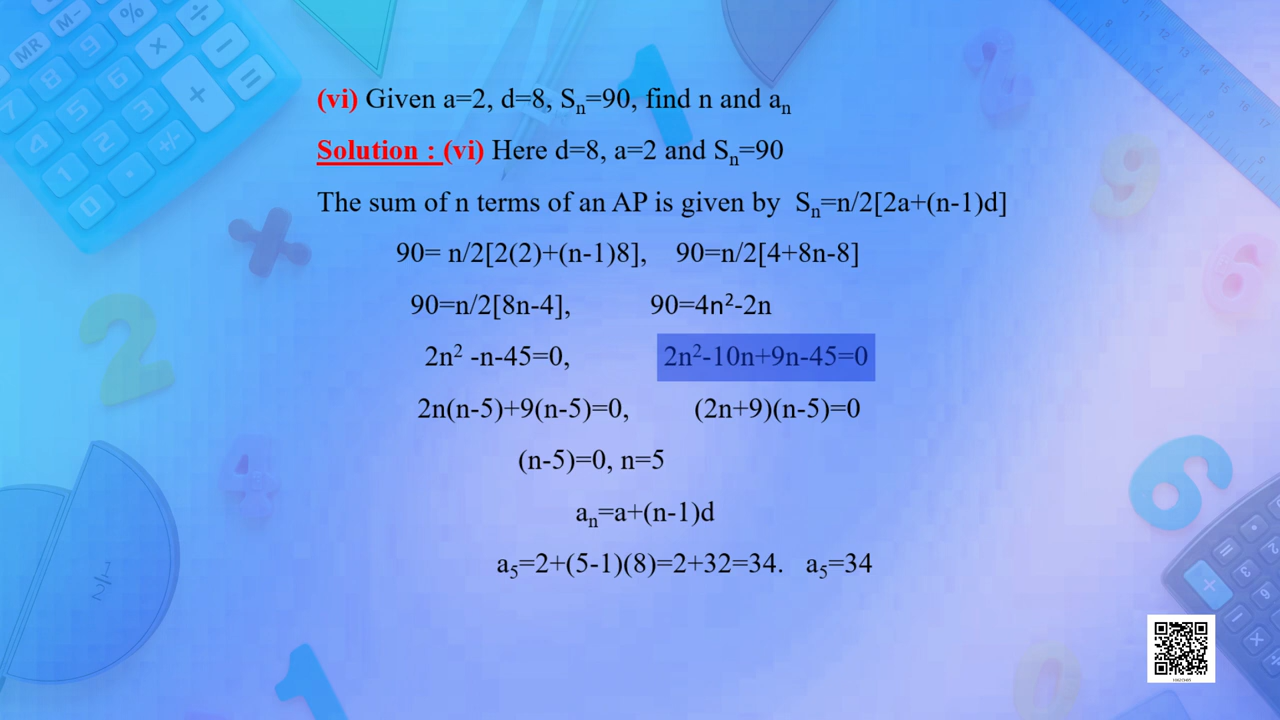 (vi) Given a=2, d=8, Sₙ=90, find n and aₙ
Solution : (vi) Here d=8, a=2 and Sₙ=90
The sum of n terms of an AP is given by Sₙ=n/2[2a+(n-1)d]
90= n/2[2(2)+(n-1)8], 90=n/2[4+8n-8]
90=n/2[8n-4], 90=4n²-2n
2n² -n-45=0, 2n²-10n+9n-45=0
2n(n-5)+9(n-5)=0, (2n+9)(n-5)=0
(n-5)=0, n=5
aₙ=a+(n-1)d
a₅=2+(5-1)(8)=2+32=34. a₅=34